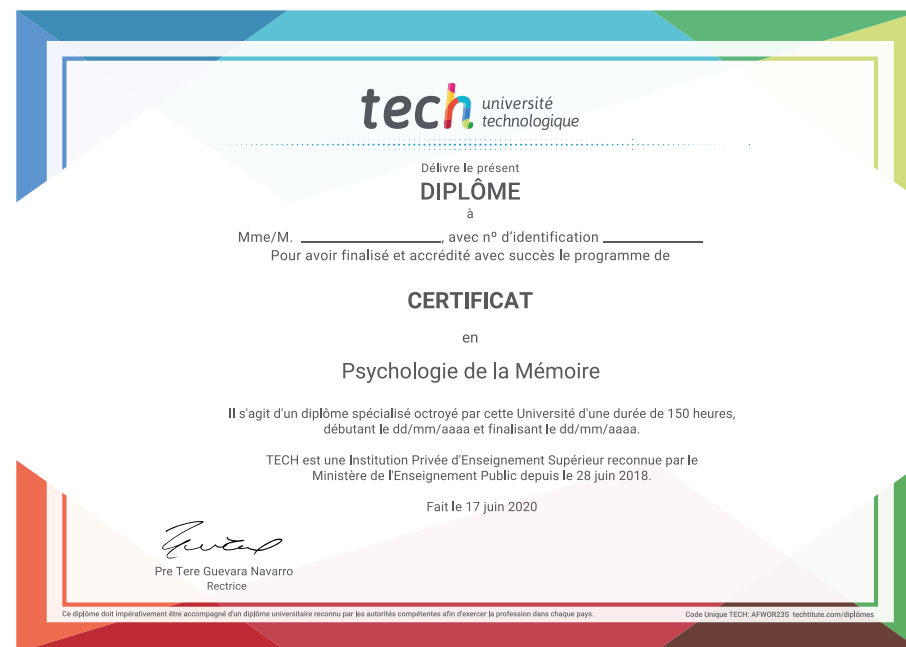 tech université
technologique
Délivre le présent
DIPLÔME
à
Mme/M. ____________, avec nº d'identification ____________
Pour avoir finalisé et accrédité avec succès le programme de
CERTIFICAT
en
Psychologie de la Mémoire
Il s'agit d'un diplôme spécialisé octroyé par cette Université d'une durée de 150 heures,
débutant le dd/mm/aaaa et finalisant le dd/mm/aaaa.
TECH est une Institution Privée d'Enseignement Supérieur reconnue par le
Ministère de l'Enseignement Public depuis le 28 juin 2018.
Fait le 17 juin 2020
Pre Tere Guevara Navarro
Rectrice
Ce diplôme doit impérativement être accompagné d'un diplôme universitaire reconnu par les autorités compétentes afin d'exercer la profession dans chaque pays.
Code Unique TECH: AFWOR23S techtitute.com/diplômes